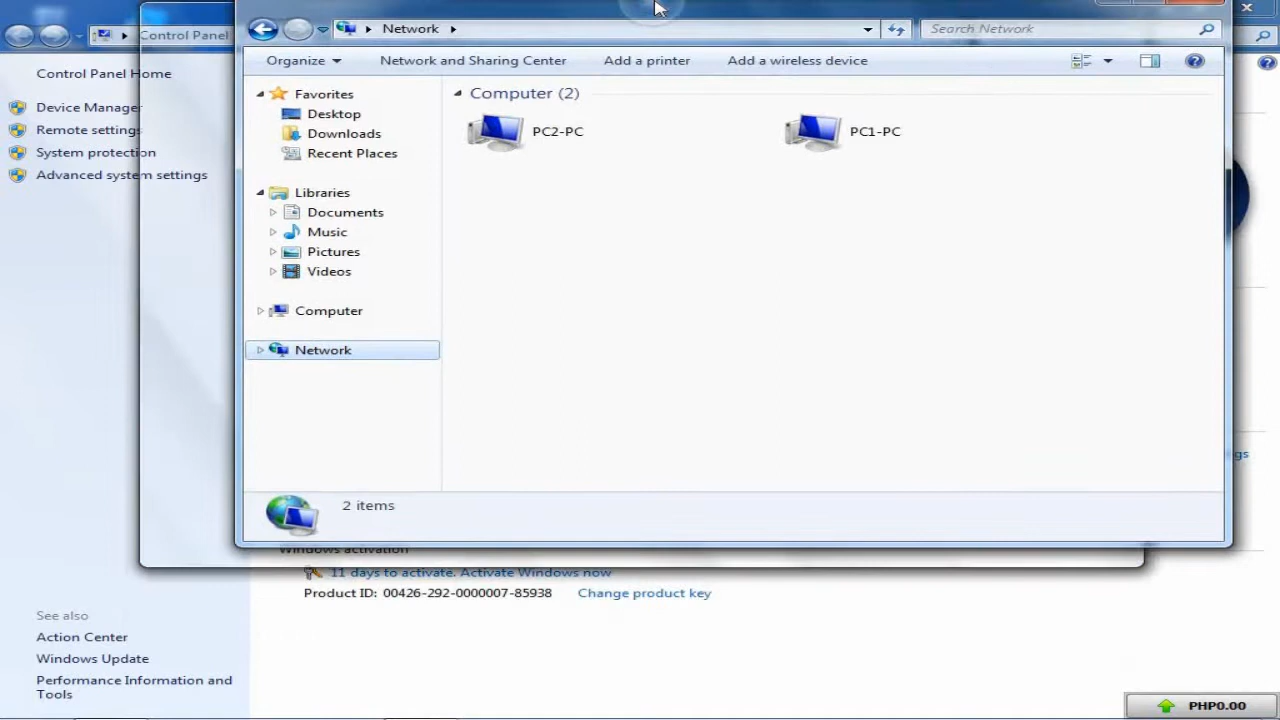 Control Panel
Control Panel Home
Device Manager
Remote settings
System protection
Advanced system settings
See also
Action Center
Windows Update
Performance Information and
Tools
Network
Search Network
Organize
Network and Sharing Center
Add a printer
Add a wireless device
Favorites
Desktop
Downloads
Recent Places
Libraries
Documents
Music
Pictures
Videos
Computer
Network
Computer (2)
PC2-PC
PC1-PC
2 items
Windows activation
11 days to activate. Activate Windows now
Product ID: 00426-292-0000007-85938
Change product key
PHP0.00